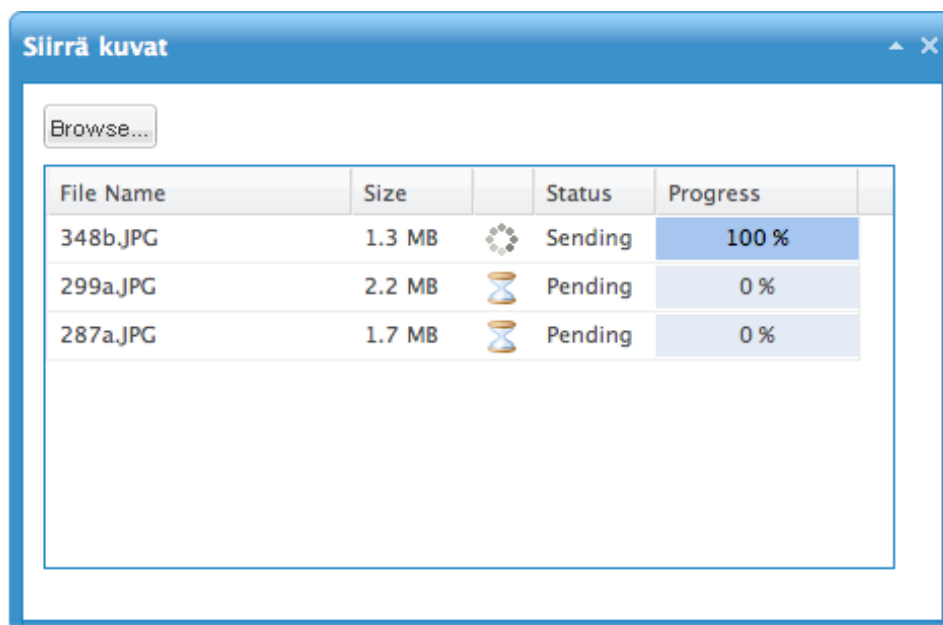 Siirrä kuvat
Browse...
File Name Size Status Progress
348b.JPG 1.3 MB Sending 100 %
299a.JPG 2.2 MB Pending 0 %
287a.JPG 1.7 MB Pending 0 %